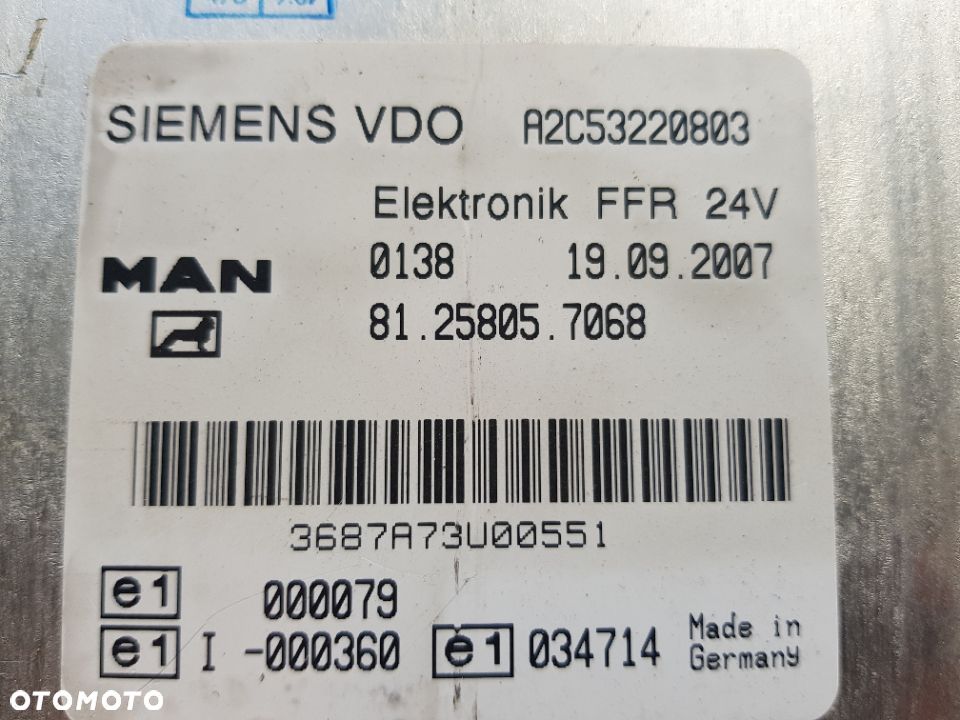 SIEMENS VDO A2C53220803
Elektronik FFR 24V
MAN 0138 19.09.2007
81.25805.7068
3687A73U00551
e1 000079
e1 I -000360 e1 034714 Made in Germany
OTOMOTO